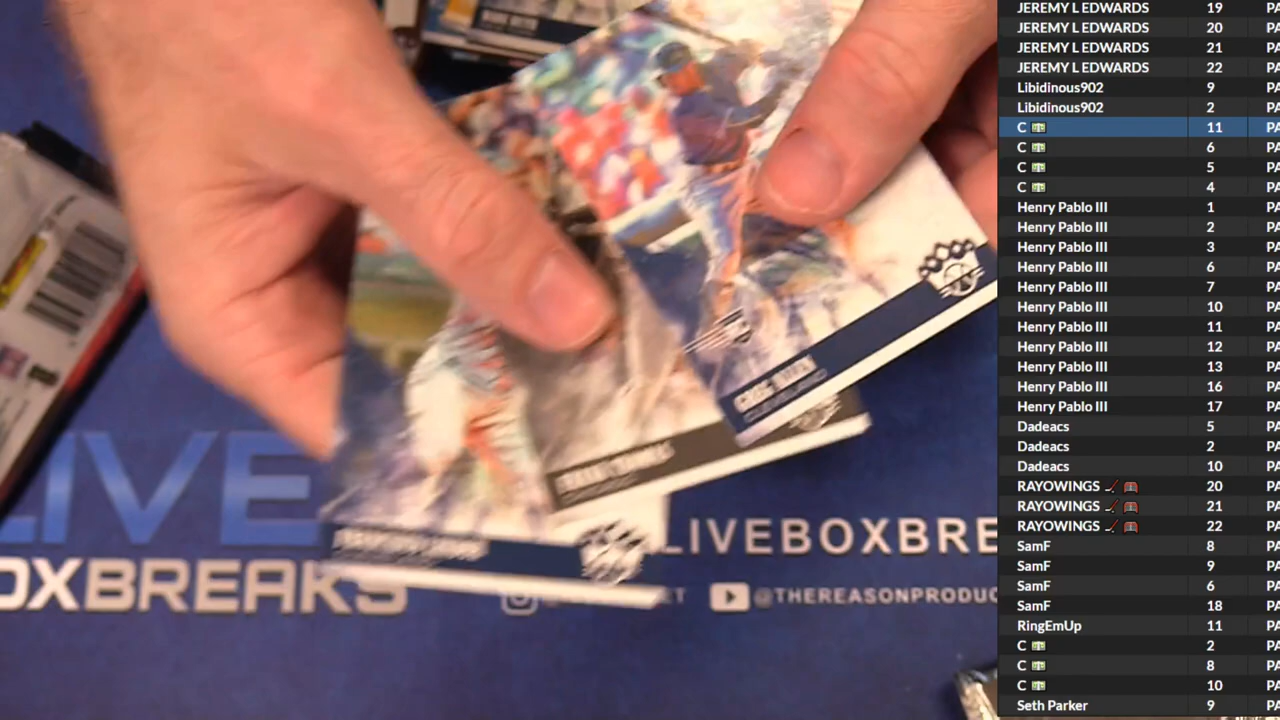 JEREMY L EDWARDS 19 PA
JEREMY L EDWARDS 20 PA
JEREMY L EDWARDS 21 PA
JEREMY L EDWARDS 22 PA
Libidinous902 9 PA
Libidinous902 2 PA
C 💵 11 PA
C 💵 6 PA
C 💵 5 PA
C 💵 4 PA
Henry Pablo III 1 PA
Henry Pablo III 2 PA
Henry Pablo III 3 PA
Henry Pablo III 6 PA
Henry Pablo III 7 PA
Henry Pablo III 10 PA
Henry Pablo III 11 PA
Henry Pablo III 12 PA
Henry Pablo III 13 PA
Henry Pablo III 16 PA
Henry Pablo III 17 PA
Dadeacs 5 PA
Dadeacs 2 PA
Dadeacs 10 PA
RAYOWINGS 🏒 🥅 20 PA
RAYOWINGS 🏒 🥅 21 PA
RAYOWINGS 🏒 🥅 22 PA
SamF 8 PA
SamF 9 PA
SamF 6 PA
SamF 18 PA
RingEmUp 11 PA
C 💵 2 PA
C 💵 8 PA
C 💵 10 PA
Seth Parker 9 PA
LIVE
OXBREAKS
LIVEBOXBRE
@THEREASONPRODUC